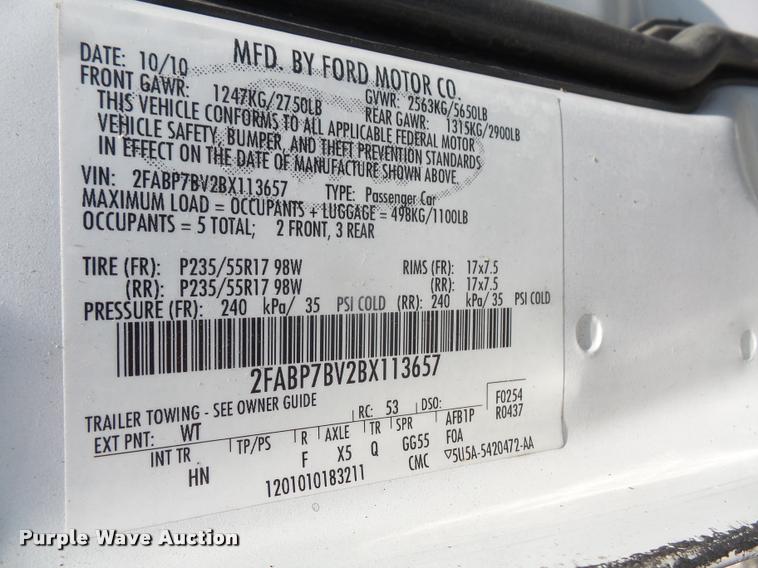 MFD. BY FORD MOTOR CO.
DATE: 10/10
FRONT GAWR: 1247KG/2750LB
GVWR: 2563KG/5650LB
REAR GAWR: 1315KG/2900LB
THIS VEHICLE CONFORMS TO ALL APPLICABLE FEDERAL MOTOR
VEHICLE SAFETY, BUMPER, AND THEFT PREVENTION STANDARDS
IN EFFECT ON THE DATE OF MANUFACTURE SHOWN ABOVE.
VIN: 2FABP7BV2BX113657 TYPE: Passenger Car
MAXIMUM LOAD = OCCUPANTS + LUGGAGE = 498KG/1100LB
OCCUPANTS = 5 TOTAL; 2 FRONT, 3 REAR
TIRE (FR): P235/55R17 98W RIMS (FR): 17x7.5
(RR): P235/55R17 98W (RR): 17x7.5
PRESSURE (FR): 240 kPa/ 35 PSI COLD (RR): 240 kPa/ 35 PSI COLD
2FABP7BV2BX113657
TRAILER TOWING - SEE OWNER GUIDE
EXT PNT: WT RC: 53 DSO: F0254
R0437
INT TR TP/PS R AXLE TR SPR AFB1P
HN F X5 Q GG55 FOA
1201010183211 CMC ▽5U5A-5420472-AA
Purple Wave Auction